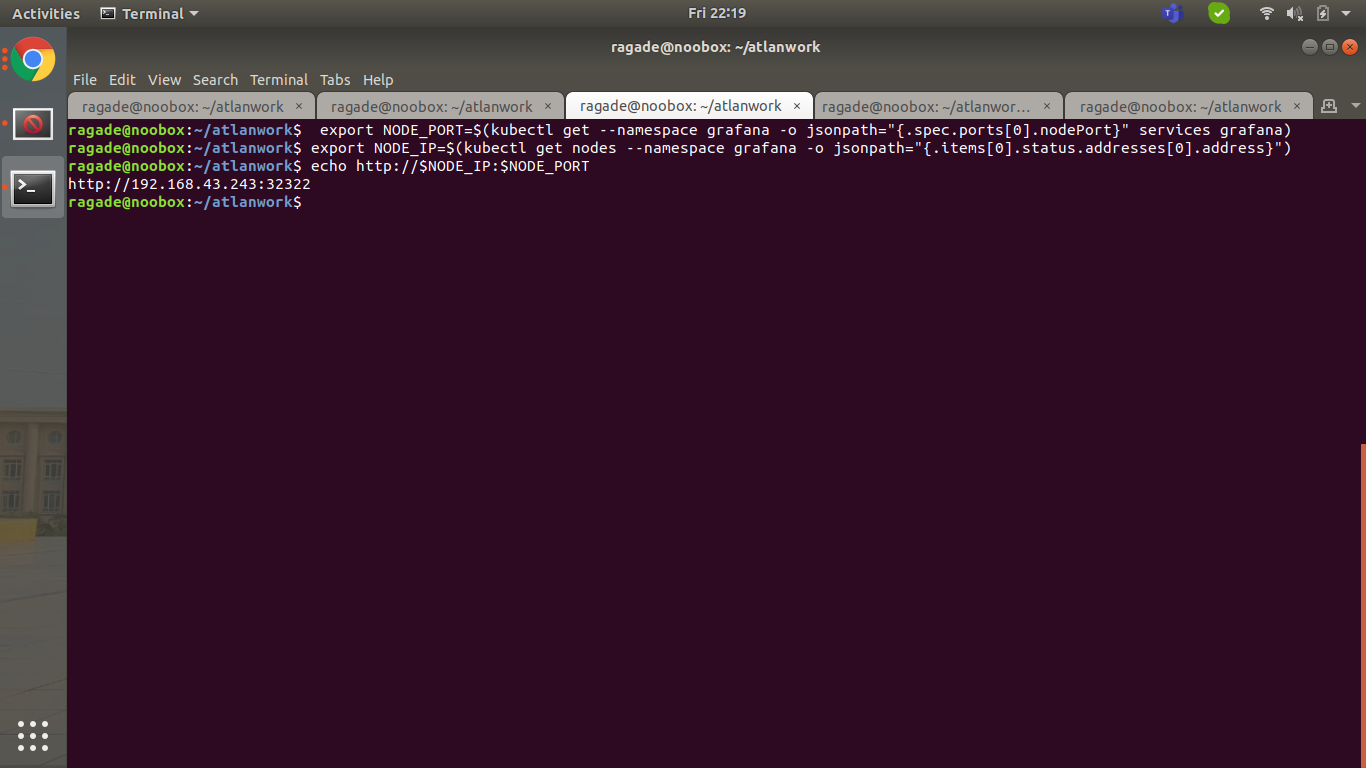 Activities Terminal Fri 22:19
ragade@noobox: ~/atlanwork
File Edit View Search Terminal Tabs Help
ragade@noobox: ~/atlanwork × ragade@noobox: ~/atlanwork × ragade@noobox: ~/atlanwork × ragade@noobox: ~/atlanwor… × ragade@noobox: ~/atlanwork ×
ragade@noobox:~/atlanwork$  export NODE_PORT=$(kubectl get --namespace grafana -o jsonpath="{.spec.ports[0].nodePort}" services grafana)
ragade@noobox:~/atlanwork$ export NODE_IP=$(kubectl get nodes --namespace grafana -o jsonpath="{.items[0].status.addresses[0].address}")
ragade@noobox:~/atlanwork$ echo http://$NODE_IP:$NODE_PORT
http://192.168.43.243:32322
ragade@noobox:~/atlanwork$